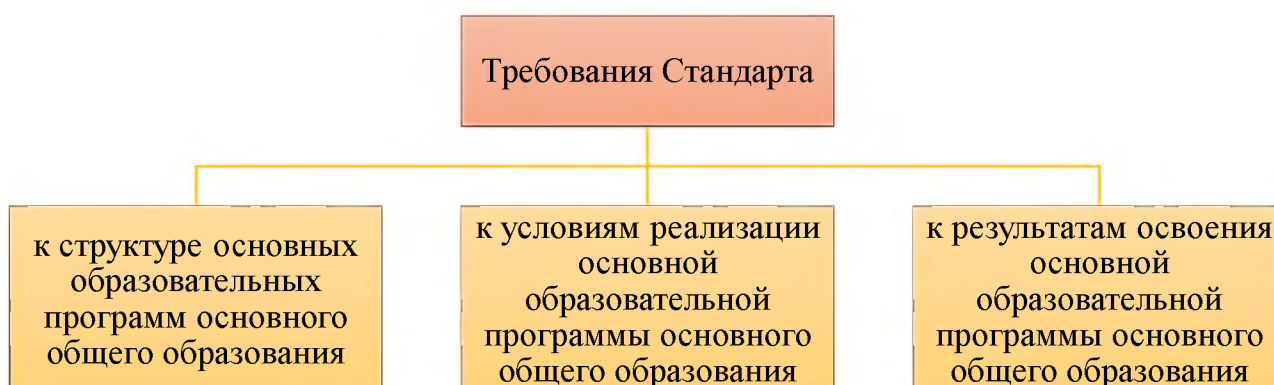 Требования Стандарта
к структуре основных
образовательных
программ основного
общего образования
к условиям реализации
основной
образовательной
программы основного
общего образования
к результатам освоения
основной
образовательной
программы основного
общего образования